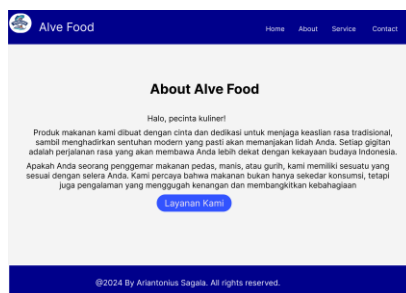 Alve Food
Home About Service Contact
About Alve Food
Halo, pecinta kuliner!
Produk makanan kami dibuat dengan cinta dan dedikasi untuk menjaga keaslian rasa tradisional,
sambil menghadirkan sentuhan modern yang pasti akan memanjakan lidah Anda. Setiap gigitan
adalah perjalanan rasa yang akan membawa Anda lebih dekat dengan kekayaan budaya Indonesia.
Apakah Anda seorang penggemar makanan pedas, manis, atau gurih, kami memiliki sesuatu yang
sesuai dengan selera Anda. Kami percaya bahwa makanan bukan hanya sekedar konsumsi, tetapi
juga pengalaman yang menggugah kenangan dan membangkitkan kebahagiaan
Layanan Kami
@2024 By Ariantonius Sagala. All rights reserved.